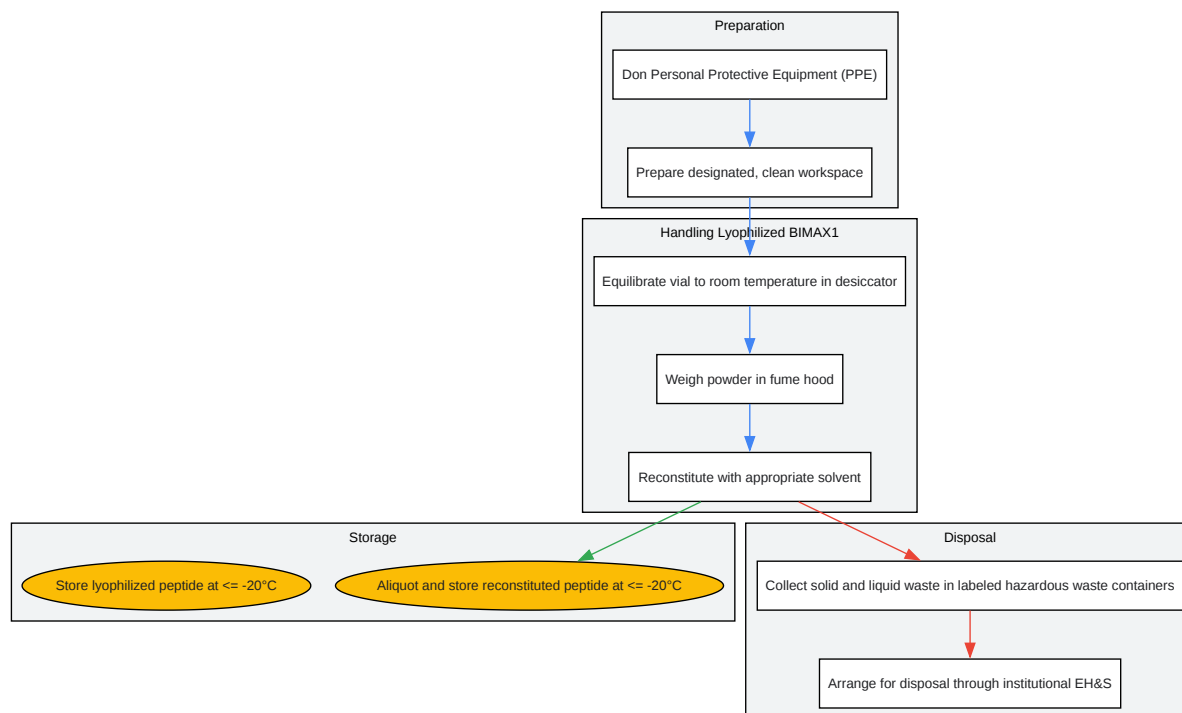 Preparation
Don Personal Protective Equipment (PPE)
Prepare designated, clean workspace
Handling Lyophilized BIMAX1
Equilibrate vial to room temperature in desiccator
Weigh powder in fume hood
Reconstitute with appropriate solvent
Storage
Store lyophilized peptide at <= -20°C
Aliquot and store reconstituted peptide at <= -20°C
Disposal
Collect solid and liquid waste in labeled hazardous waste containers
Arrange for disposal through institutional EH&S